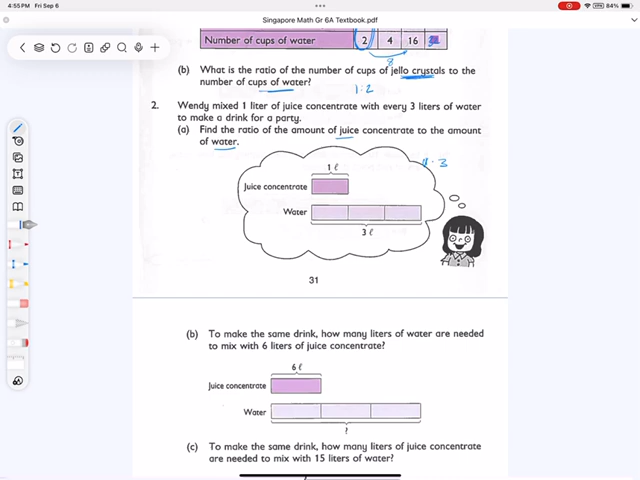 4:55 PM Fri Sep 6
84%
Singapore Math Gr 6A Textbook.pdf
Number of cups of water 2 4 16
8
(b) What is the ratio of the number of cups of jello crystals to the
number of cups of water?
1:2
2. Wendy mixed 1 liter of juice concentrate with every 3 liters of water
to make a drink for a party.
(a) Find the ratio of the amount of juice concentrate to the amount
of water.
1 : 3
1 ℓ
Juice concentrate
Water
3 ℓ
31
(b) To make the same drink, how many liters of water are needed
to mix with 6 liters of juice concentrate?
6 ℓ
Juice concentrate
Water
?
(c) To make the same drink, how many liters of juice concentrate
are needed to mix with 15 liters of water?